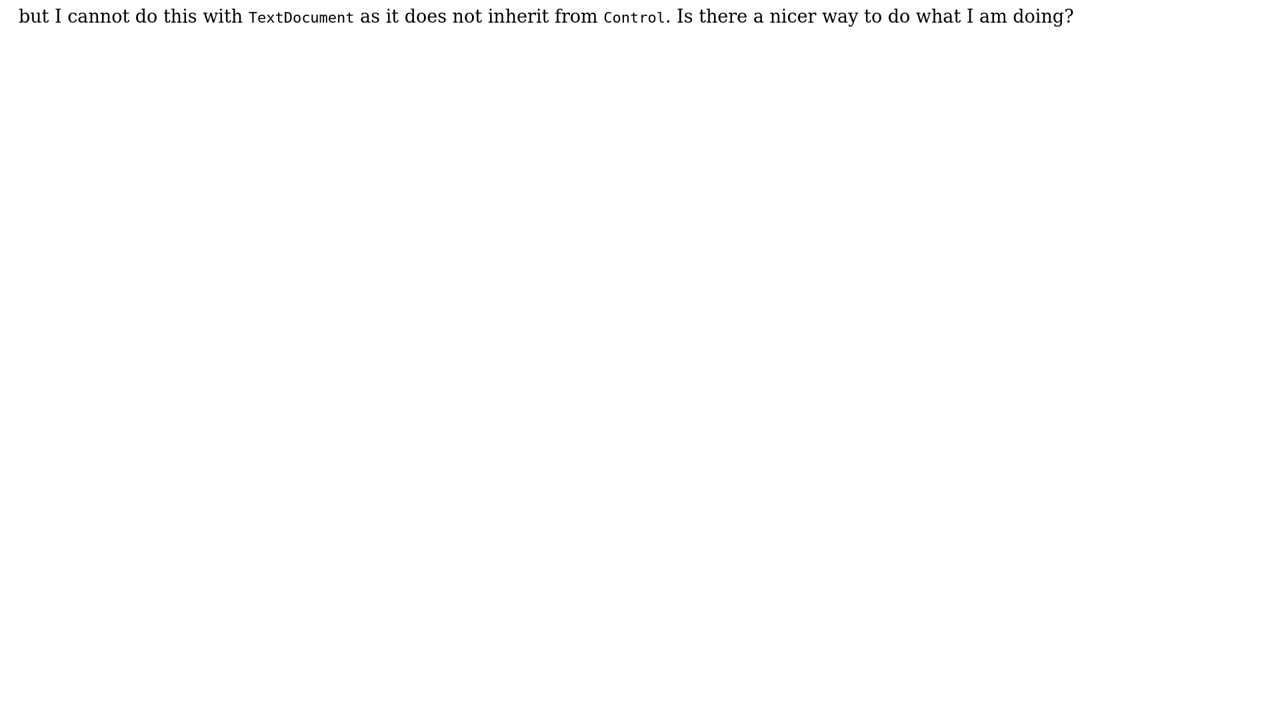 but I cannot do this with TextDocument as it does not inherit from Control. Is there a nicer way to do what I am doing?